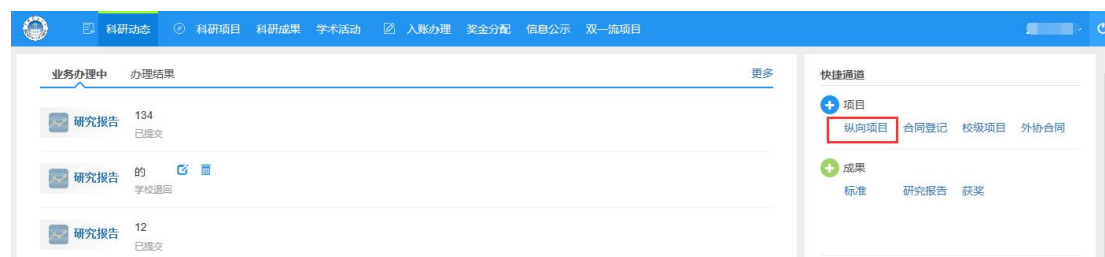 科研动态 科研项目 科研成果 学术活动 入账办理 奖金分配 信息公示 双一流项目
业务办理中 办理结果 更多
研究报告 134
已提交
研究报告 的
学校退回
研究报告 12
已提交
快捷通道
项目
纵向项目 合同登记 校级项目 外协合同
成果
标准 研究报告 获奖